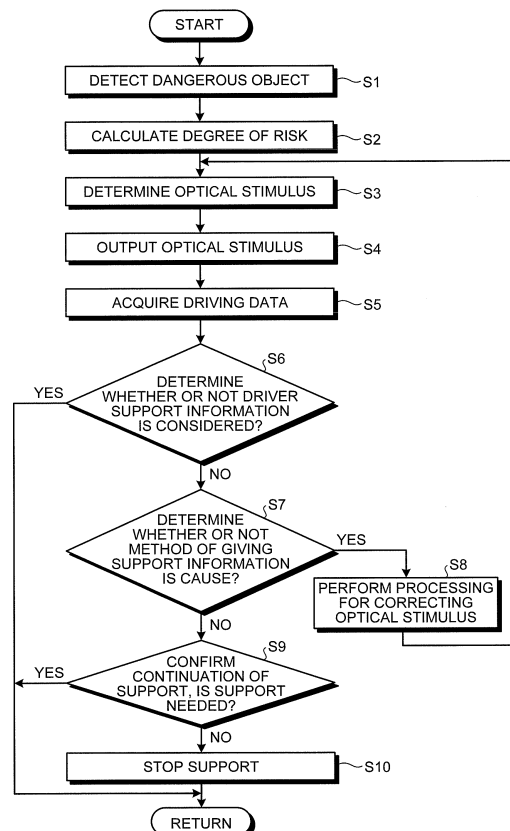 START
DETECT DANGEROUS OBJECT
S1
CALCULATE DEGREE OF RISK
S2
DETERMINE OPTICAL STIMULUS
S3
OUTPUT OPTICAL STIMULUS
S4
ACQUIRE DRIVING DATA
S5
S6
YES
DETERMINE
WHETHER OR NOT DRIVER
SUPPORT INFORMATION
IS CONSIDERED?
NO
S7
DETERMINE
WHETHER OR NOT
METHOD OF GIVING
SUPPORT INFORMATION
IS CAUSE?
YES
S8
PERFORM PROCESSING
FOR CORRECTING
OPTICAL STIMULUS
NO
S9
YES
CONFIRM
CONTINUATION OF
SUPPORT, IS SUPPORT
NEEDED?
NO
STOP SUPPORT
S10
RETURN